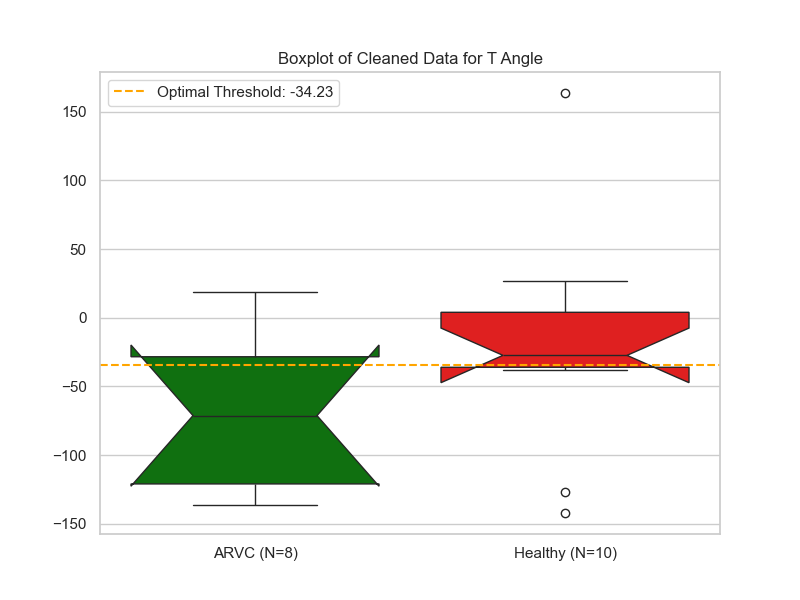 Boxplot of Cleaned Data for T Angle
Optimal Threshold: -34.23
150
100
50
0
−50
−100
−150
ARVC (N=8)
Healthy (N=10)